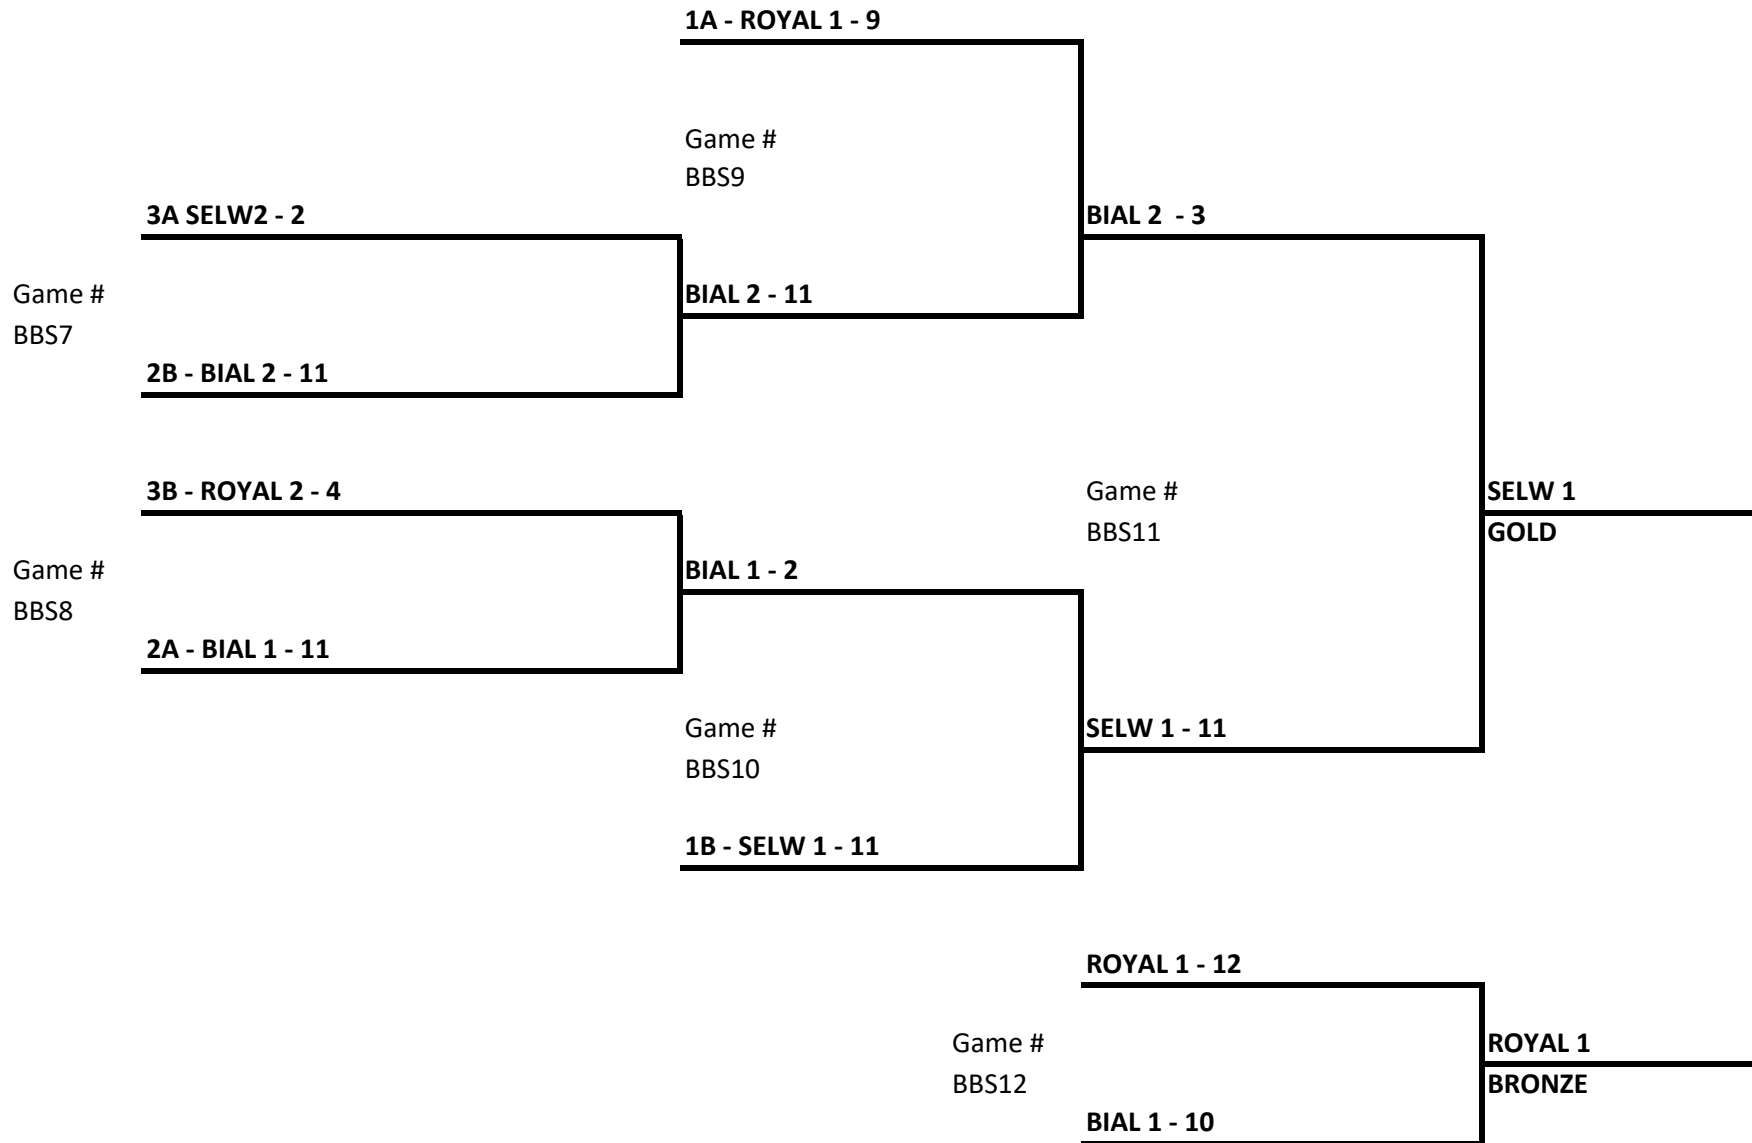 1A - ROYAL 1 - 9
Game #
BBS9
3A SELW2 - 2
BIAL 2  - 3
Game #
BBS7
BIAL 2 - 11
2B - BIAL 2 - 11
3B - ROYAL 2 - 4
Game #
BBS11
SELW 1
GOLD
Game #
BBS8
BIAL 1 - 2
2A - BIAL 1 - 11
Game #
BBS10
SELW 1 - 11
1B - SELW 1 - 11
ROYAL 1 - 12
Game #
BBS12
ROYAL 1
BRONZE
BIAL 1 - 10